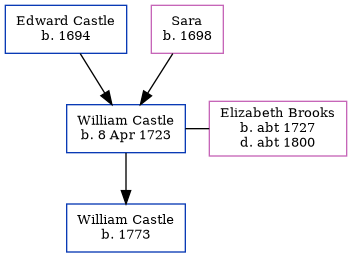 Edward Castle
b. 1694
Sara
b. 1698
William Castle
b. 8 Apr 1723
Elizabeth Brooks
b. abt 1727
d. abt 1800
William Castle
b. 1773